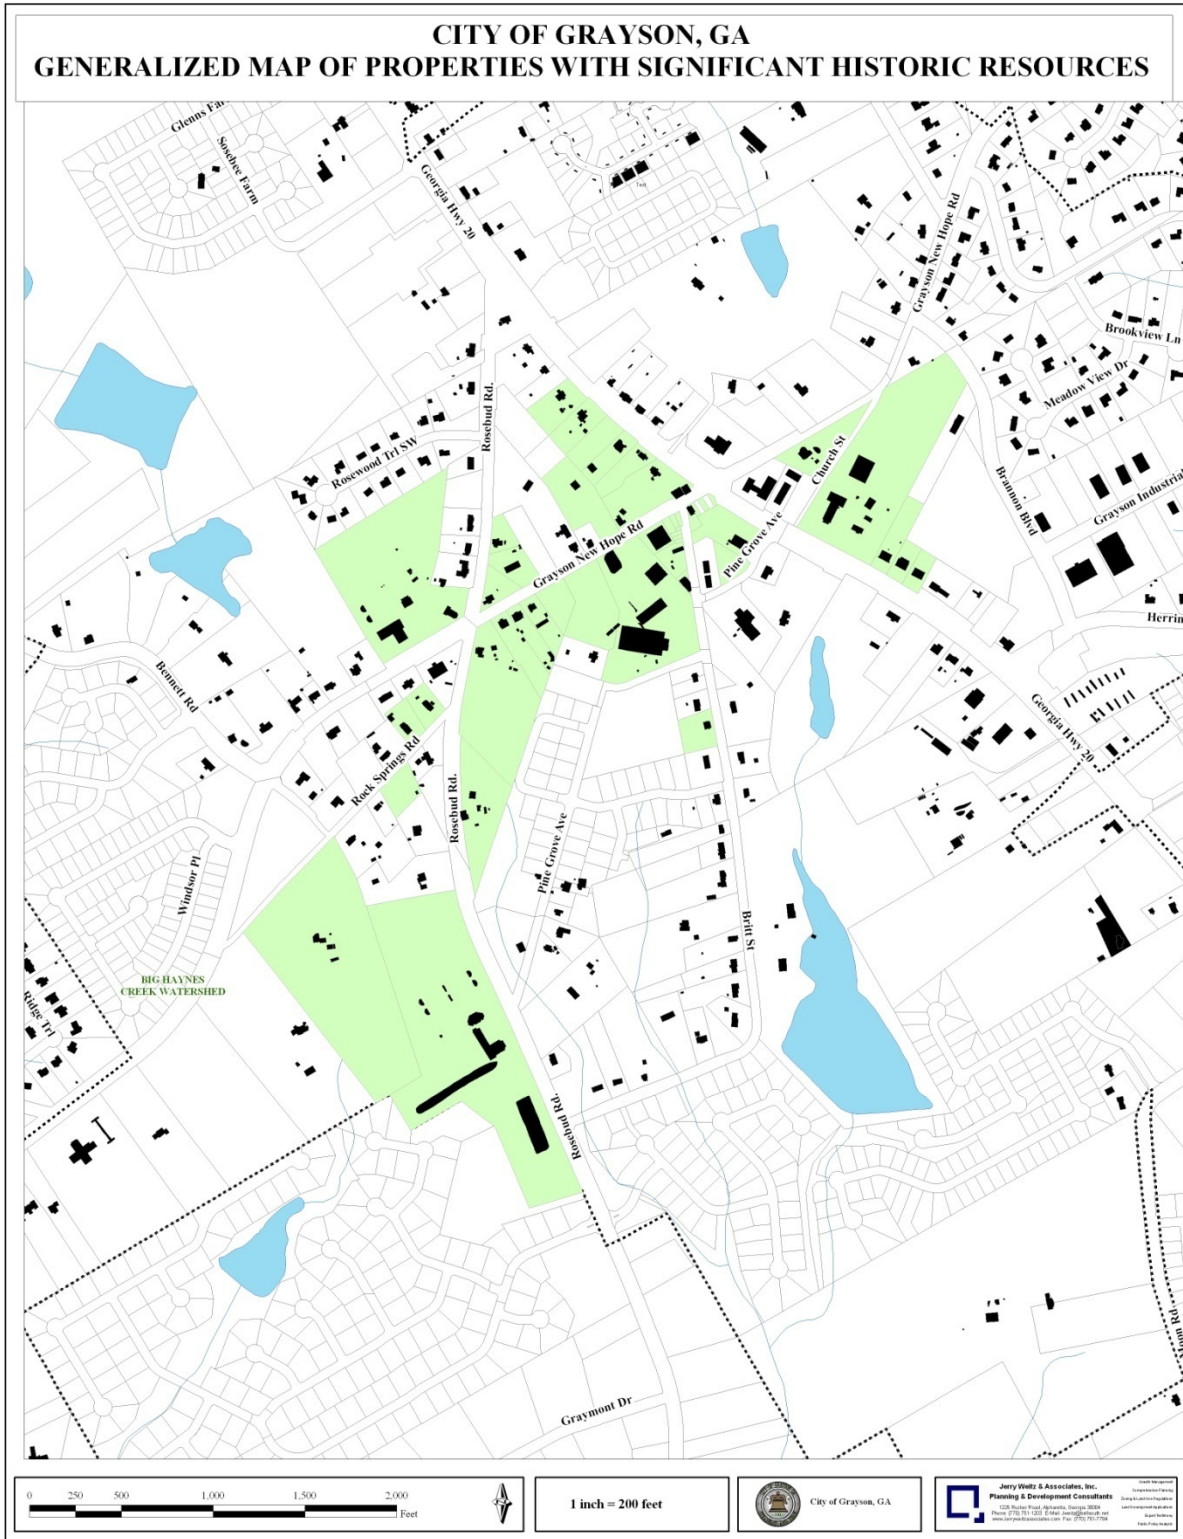 CITY OF GRAYSON, GA
GENERALIZED MAP OF PROPERTIES WITH SIGNIFICANT HISTORIC RESOURCES
Glenns
Sosebee Farm
Georgia Hwy 20
Grayson New Hope Rd
Brookview Ln
Meadow View Dr
Rosebud Rd.
Rosewood Trl SW
Church St
Brannon Blvd
Grayson Industrial
Grayson New Hope Rd
Pine Grove Ave
Herrin
Bennett Rd
Georgia Hwy 20
Rock Springs Rd
Rosebud Rd.
Pine Grove Ave
Windsor Pl
Britt St
BIG HAYNES
CREEK WATERSHED
Ridge Trl
Rosebud Rd.
Rd.
Graymont Dr
0 250 500 1,000 1,500 2,000
Feet
1 inch = 200 feet
City of Grayson, GA
Jerry Weitz & Associates, Inc.
Planning & Development Consultants